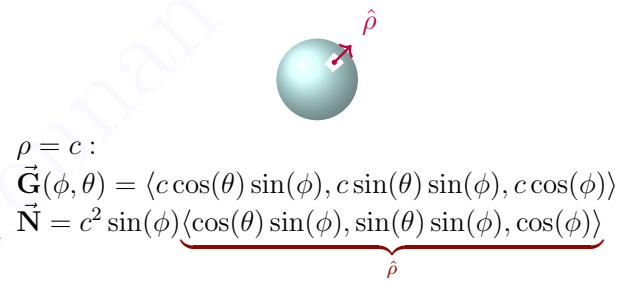 ρ̂
ρ = c :
G⃗(ϕ, θ) = ⟨c cos(θ) sin(ϕ), c sin(θ) sin(ϕ), c cos(ϕ)⟩
N⃗ = c² sin(ϕ)⟨cos(θ) sin(ϕ), sin(θ) sin(ϕ), cos(ϕ)⟩
ρ̂